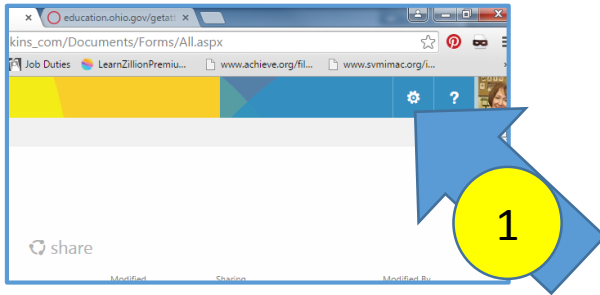 education.ohio.gov/getat
kins_com/Documents/Forms/All.aspx
Job Duties LearnZillionPremiu... www.achieve.org/fil... www.svmimac.org/i...
?
share
Modified Sharing Modified By
1